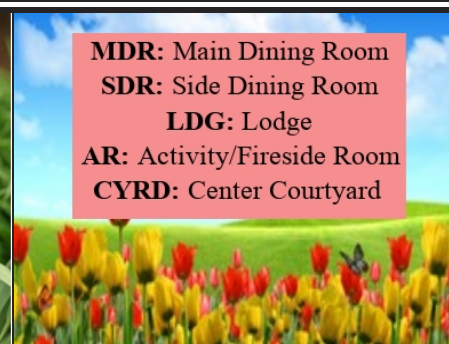 MDR: Main Dining Room
SDR: Side Dining Room
LDG: Lodge
AR: Activity/Fireside Room
CYRD: Center Courtyard